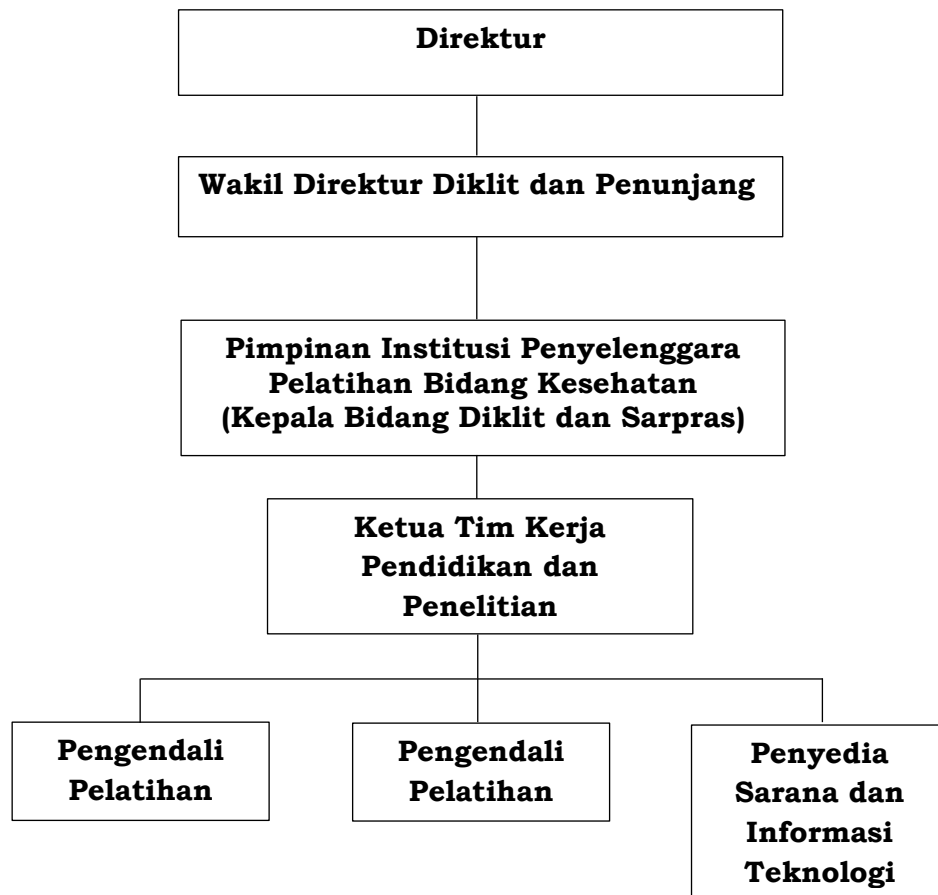 Direktur
Wakil Direktur Diklit dan Penunjang
Pimpinan Institusi Penyelenggara
Pelatihan Bidang Kesehatan
(Kepala Bidang Diklit dan Sarpras)
Ketua Tim Kerja
Pendidikan dan
Penelitian
Pengendali
Pelatihan
Pengendali
Pelatihan
Penyedia
Sarana dan
Informasi
Teknologi